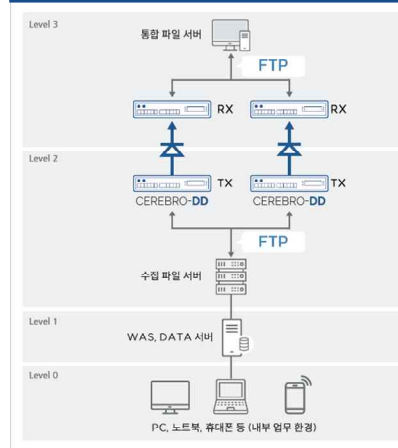 Level 3
통합 파일 서버
FTP
RX RX
Level 2
TX TX
CEREBRO-DD CEREBRO-DD
FTP
수집 파일 서버
Level 1
WAS, DATA 서버
Level 0
PC, 노트북, 휴대폰 등 (내부 업무 환경)